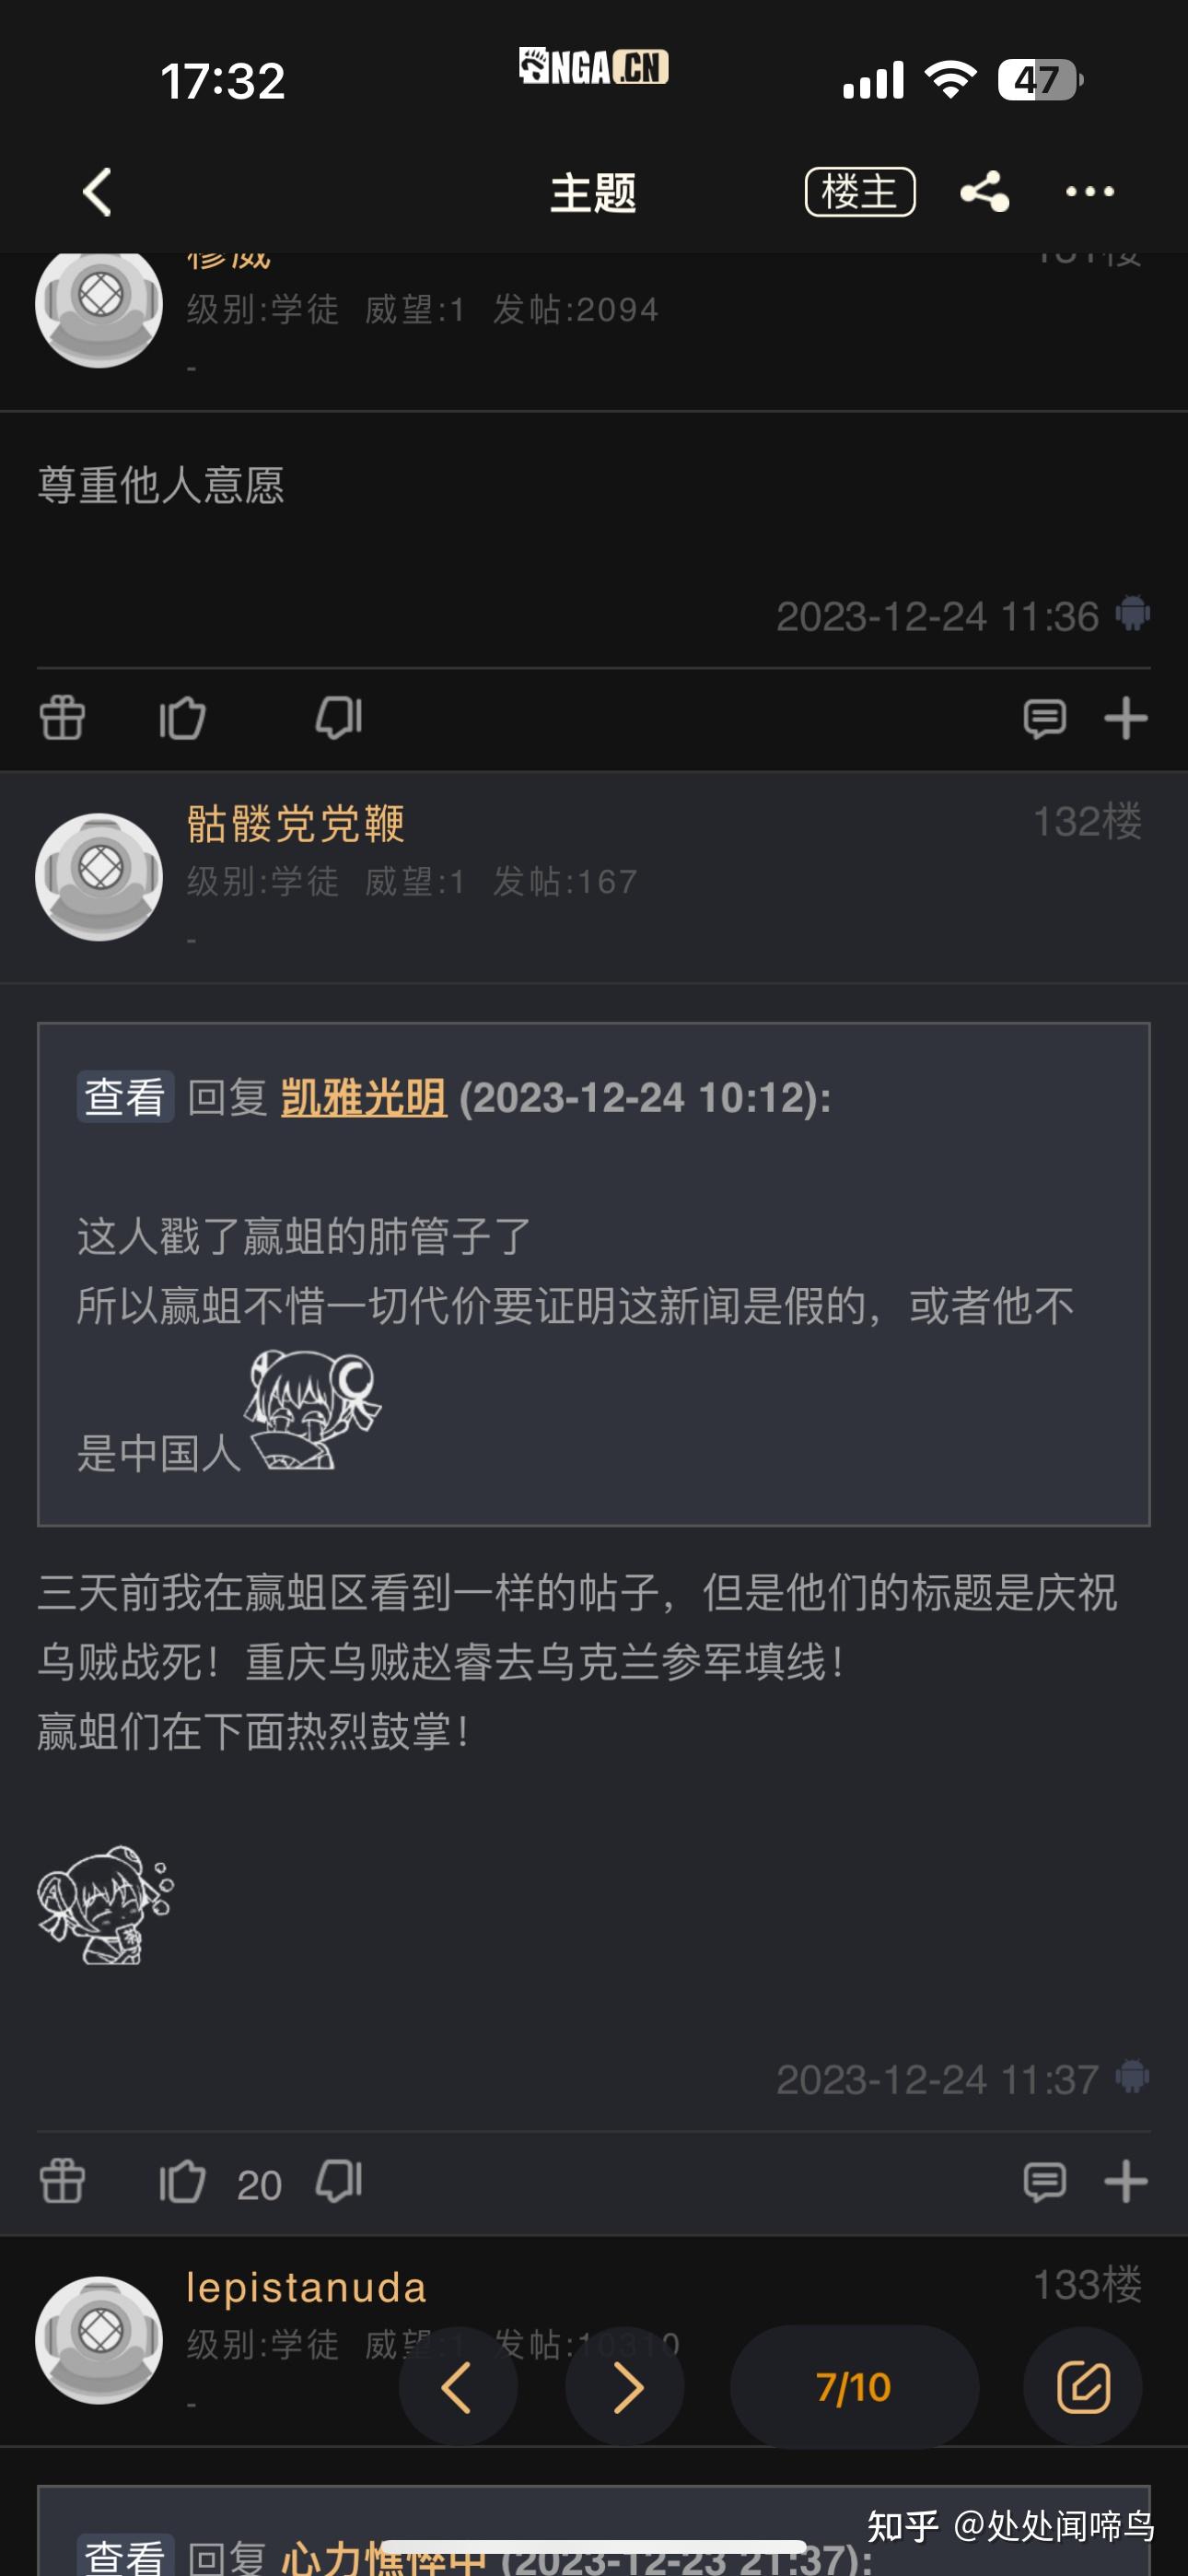 17:32
NGA.CN
47
主题
楼主
级别:学徒 威望:1 发帖:2094
-
尊重他人意愿
2023-12-24 11:36
骷髅党党鞭
132楼
级别:学徒 威望:1 发帖:167
-
查看 回复 凯雅光明 (2023-12-24 10:12):
这人戳了赢蛆的肺管子了
所以赢蛆不惜一切代价要证明这新闻是假的，或者他不
是中国人
三天前我在赢蛆区看到一样的帖子，但是他们的标题是庆祝
乌贼战死！重庆乌贼赵睿去乌克兰参军填线！
赢蛆们在下面热烈鼓掌！
2023-12-24 11:37
20
lepistanuda
133楼
级别:学徒 威望:1 发帖:10310
-
7/10
查看 回复 心力憔悴中 (2023-12-23 21:37):
知乎 @处处闻啼鸟